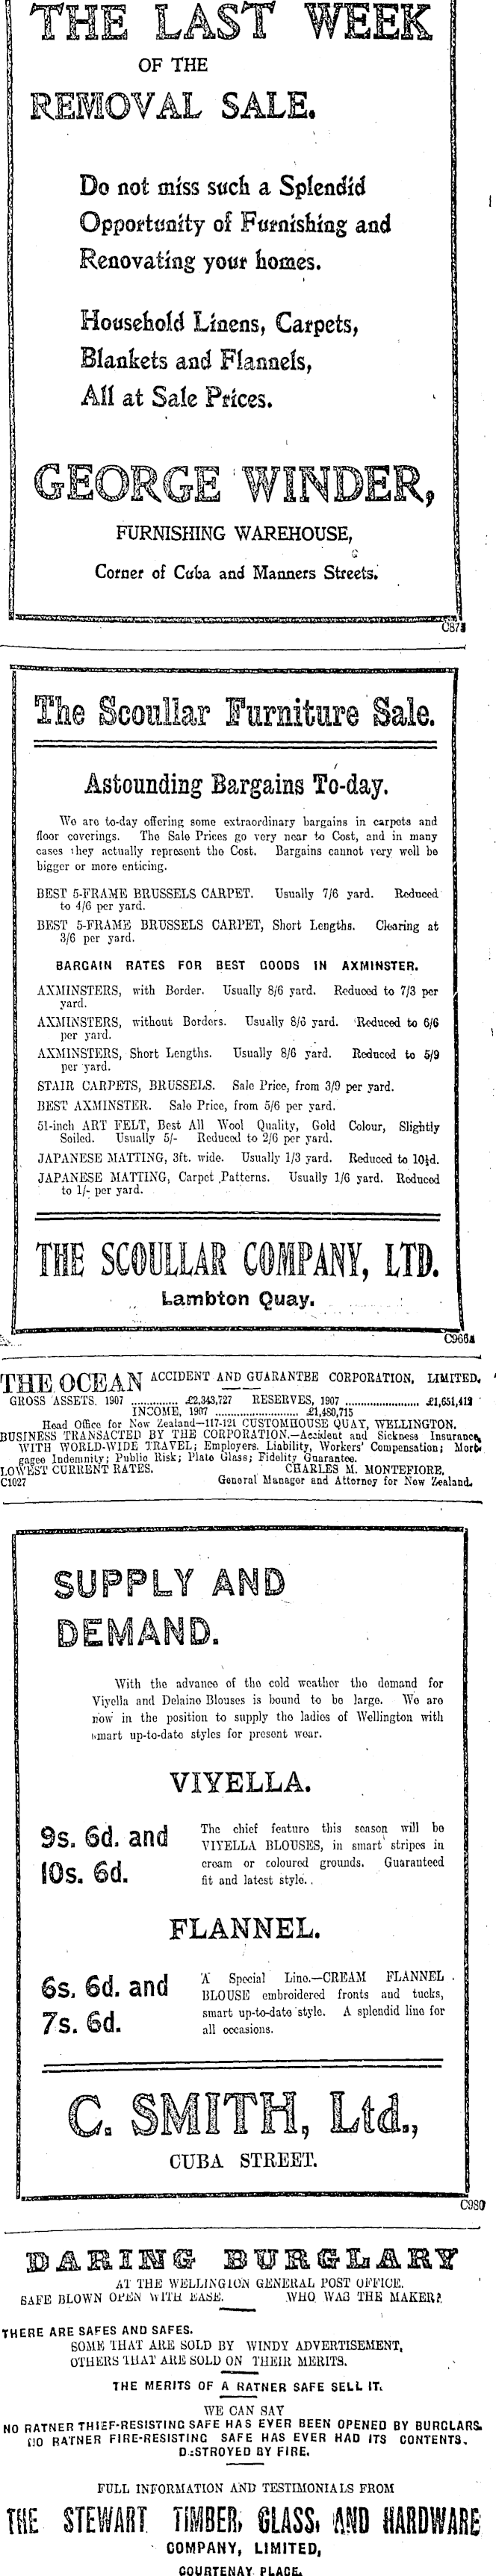 THE LAST WEEK
OF THE
REMOVAL SALE.
Do not miss such a Splendid
Opportunity of Furnishing and
Renovating your homes.
Household Linens, Carpets,
Blankets and Flannels,
All at Sale Prices.
GEORGE WINDER,
FURNISHING WAREHOUSE,
Corner of Cuba and Manners Streets.
The Scoullar Furniture Sale.
Astounding Bargains To-day.
We are to-day offering some extraordinary bargains in carpets and
floor coverings. The Sale Prices go very near to Cost, and in many
cases they actually represent the Cost. Bargains cannot very well be
bigger or more enticing.
BEST 5-FRAME BRUSSELS CARPET. Usually 7/6 yard. Reduced
to 4/6 per yard.
BEST 5-FRAME BRUSSELS CARPET, Short Lengths. Clearing at
3/6 per yard.
BARGAIN RATES FOR BEST GOODS IN AXMINSTER.
AXMINSTERS, with Border. Usually 8/6 yard. Reduced to 7/3 per
yard.
AXMINSTERS, without Borders. Usually 8/6 yard. Reduced to 6/6
per yard.
AXMINSTERS, Short Lengths. Usually 8/6 yard. Reduced to 5/9
per yard.
STAIR CARPETS, BRUSSELS. Sale Price, from 3/9 per yard.
BEST AXMINSTER. Sale Price, from 5/6 per yard.
51-inch ART FELT, Best All Wool Quality, Gold Colour, Slightly
Soiled. Usually 5/- Reduced to 2/6 per yard.
JAPANESE MATTING, 3ft. wide. Usually 1/3 yard. Reduced to 10½d.
JAPANESE MATTING, Carpet Patterns. Usually 1/6 yard. Reduced
to 1/- per yard.
THE SCOULLAR COMPANY, LTD.
Lambton Quay.
THE OCEAN ACCIDENT AND GUARANTEE CORPORATION, LIMITED.
GROSS ASSETS, 1907 ............ £2,343,727 RESERVES, 1907 .................... £1,651,412
INCOME, 1907 .................... £1,480,715
Head Office for New Zealand—117-121 CUSTOMHOUSE QUAY, WELLINGTON.
BUSINESS TRANSACTED BY THE CORPORATION.—Accident and Sickness Insurance,
WITH WORLD-WIDE TRAVEL; Employers, Liability, Workers' Compensation; Mort-
gagee Indemnity; Public Risk; Plate Glass; Fidelity Guarantee.
LOWEST CURRENT RATES. CHARLES M. MONTEFIORE,
C1027 General Manager and Attorney for New Zealand.
SUPPLY AND
DEMAND.
With the advance of the cold weather the demand for
Viyella and Delaine Blouses is bound to be large. We are
now in the position to supply the ladies of Wellington with
smart up-to-date styles for present wear.
VIYELLA.
9s. 6d. and
10s. 6d.
The chief feature this season will be
VIYELLA BLOUSES, in smart stripes in
cream or coloured grounds. Guaranteed
fit and latest style.
FLANNEL.
6s. 6d. and
7s. 6d.
A Special Line.—CREAM FLANNEL
BLOUSE embroidered fronts and tucks,
smart up-to-date style. A splendid line for
all occasions.
C. SMITH, Ltd.,
CUBA STREET.
C980
DARING BURGLARY
AT THE WELLINGTON GENERAL POST OFFICE.
SAFE BLOWN OPEN WITH EASE. WHO WAS THE MAKER?
THERE ARE SAFES AND SAFES.
SOME THAT ARE SOLD BY WINDY ADVERTISEMENT,
OTHERS THAT ARE SOLD ON THEIR MERITS.
THE MERITS OF A RATNER SAFE SELL IT.
WE CAN SAY
NO RATNER THIEF-RESISTING SAFE HAS EVER BEEN OPENED BY BURGLARS.
NO RATNER FIRE-RESISTING SAFE HAS EVER HAD ITS CONTENTS
DESTROYED BY FIRE.
FULL INFORMATION AND TESTIMONIALS FROM
THE STEWART TIMBER, GLASS, AND HARDWARE
COMPANY, LIMITED,
COURTENAY PLACE.